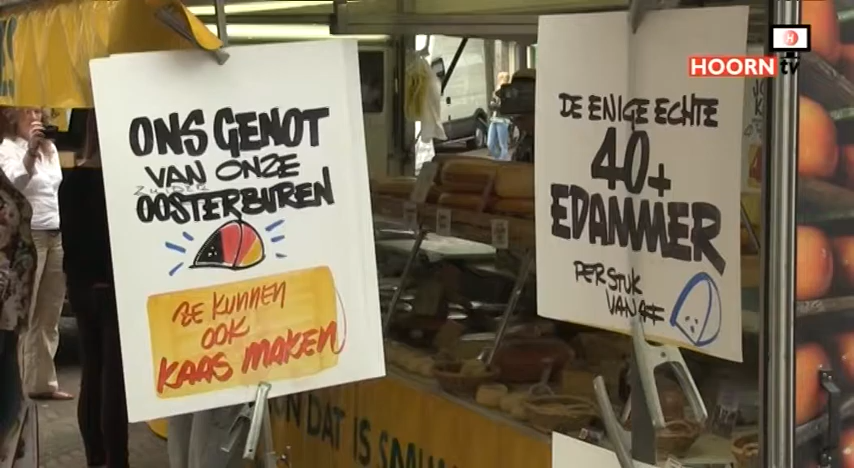 ONS GENOT
VAN ONZE
ZUIDER
OOSTERBUREN
ZE KUNNEN
OOK
KAAS MAKEN
DE ENIGE ECHTE
40+
EDAMMER
PER STUK
VAN
HOORN
tv
DAT IS